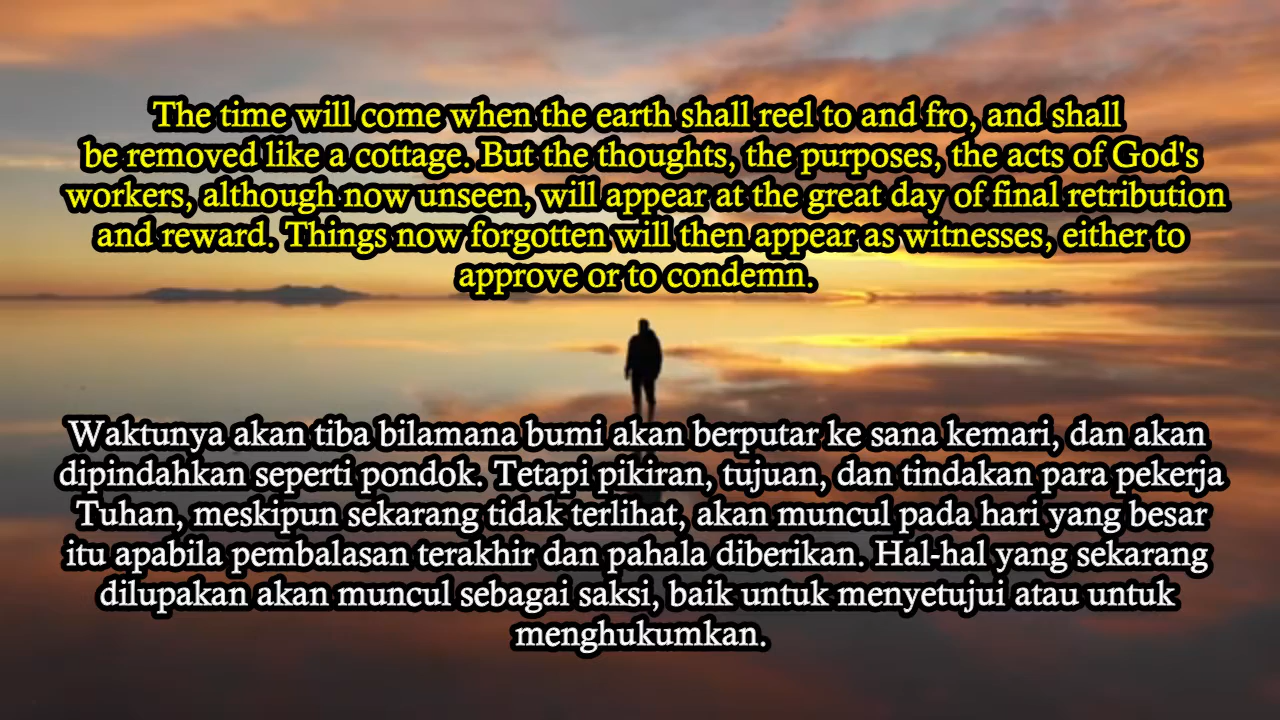 The time will come when the earth shall reel to and fro, and shall
be removed like a cottage. But the thoughts, the purposes, the acts of God's
workers, although now unseen, will appear at the great day of final retribution
and reward. Things now forgotten will then appear as witnesses, either to
approve or to condemn.
Waktunya akan tiba bilamana bumi akan berputar ke sana kemari, dan akan
dipindahkan seperti pondok. Tetapi pikiran, tujuan, dan tindakan para pekerja
Tuhan, meskipun sekarang tidak terlihat, akan muncul pada hari yang besar
itu apabila pembalasan terakhir dan pahala diberikan. Hal-hal yang sekarang
dilupakan akan muncul sebagai saksi, baik untuk menyetujui atau untuk
menghukumkan.